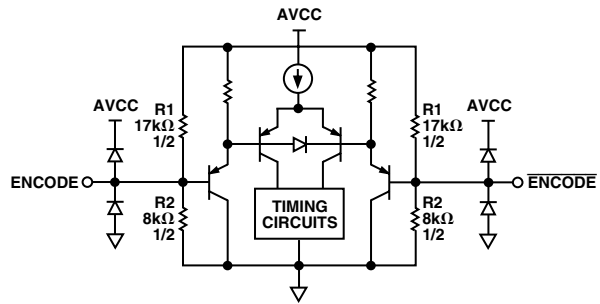 AVCC
AVCC
R1
17kΩ
1/2
R1
17kΩ
1/2
AVCC
ENCODE
ENCODE
R2
8kΩ
1/2
TIMING
CIRCUITS
R2
8kΩ
1/2